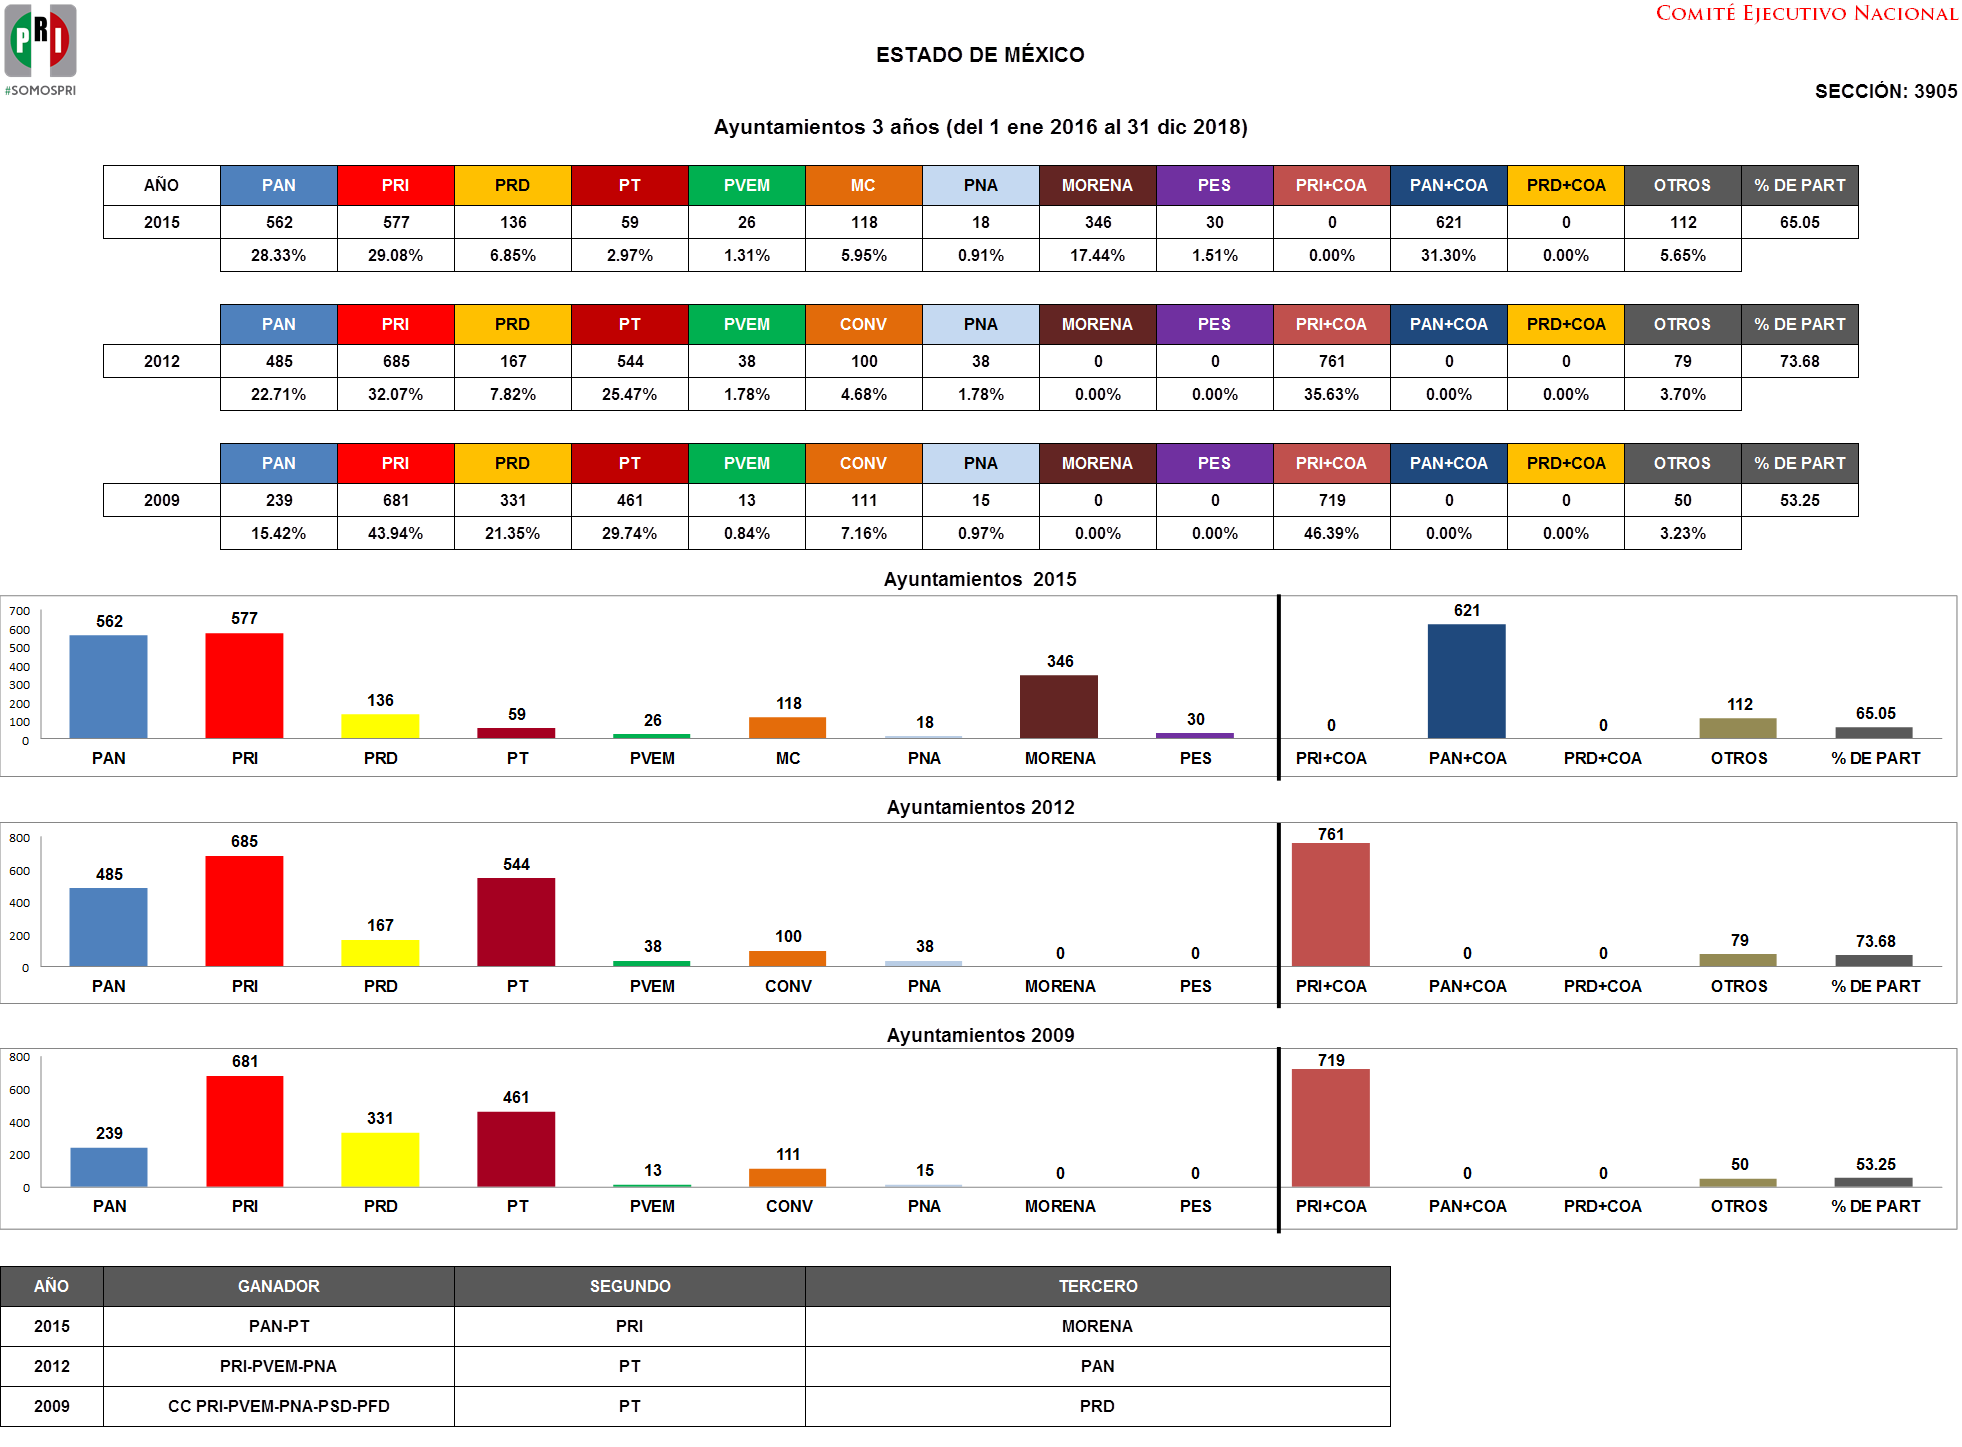 PRI
#SOMOSPRI
COMITÉ EJECUTIVO NACIONAL
ESTADO DE MÉXICO
SECCIÓN: 3905
Ayuntamientos 3 años (del 1 ene 2016 al 31 dic 2018)
AÑO PAN PRI PRD PT PVEM MC PNA MORENA PES PRI+COA PAN+COA PRD+COA OTROS % DE PART
2015 562 577 136 59 26 118 18 346 30 0 621 0 112 65.05
28.33% 29.08% 6.85% 2.97% 1.31% 5.95% 0.91% 17.44% 1.51% 0.00% 31.30% 0.00% 5.65%
PAN PRI PRD PT PVEM CONV PNA MORENA PES PRI+COA PAN+COA PRD+COA OTROS % DE PART
2012 485 685 167 544 38 100 38 0 0 761 0 0 79 73.68
22.71% 32.07% 7.82% 25.47% 1.78% 4.68% 1.78% 0.00% 0.00% 35.63% 0.00% 0.00% 3.70%
PAN PRI PRD PT PVEM CONV PNA MORENA PES PRI+COA PAN+COA PRD+COA OTROS % DE PART
2009 239 681 331 461 13 111 15 0 0 719 0 0 50 53.25
15.42% 43.94% 21.35% 29.74% 0.84% 7.16% 0.97% 0.00% 0.00% 46.39% 0.00% 0.00% 3.23%
Ayuntamientos 2015
700
600
500
400
300
200
100
0
562 577 136 59 26 118 18 346 30 0 621 0 112 65.05
PAN PRI PRD PT PVEM MC PNA MORENA PES PRI+COA PAN+COA PRD+COA OTROS % DE PART
Ayuntamientos 2012
800
600
400
200
0
485 685 167 544 38 100 38 0 0 761 0 0 79 73.68
PAN PRI PRD PT PVEM CONV PNA MORENA PES PRI+COA PAN+COA PRD+COA OTROS % DE PART
Ayuntamientos 2009
800
600
400
200
0
239 681 331 461 13 111 15 0 0 719 0 0 50 53.25
PAN PRI PRD PT PVEM CONV PNA MORENA PES PRI+COA PAN+COA PRD+COA OTROS % DE PART
AÑO GANADOR SEGUNDO TERCERO
2015 PAN-PT PRI MORENA
2012 PRI-PVEM-PNA PT PAN
2009 CC PRI-PVEM-PNA-PSD-PFD PT PRD